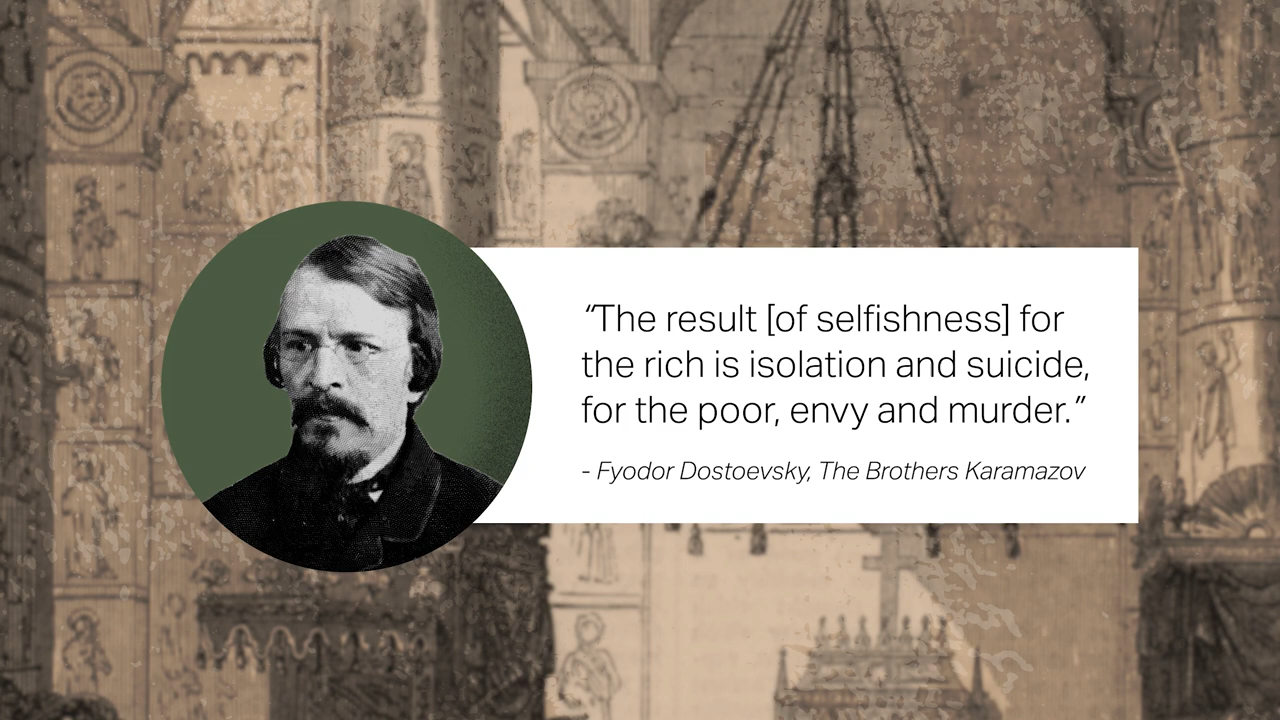 “The result [of selfishness] for
the rich is isolation and suicide,
for the poor, envy and murder.”
- Fyodor Dostoevsky, The Brothers Karamazov